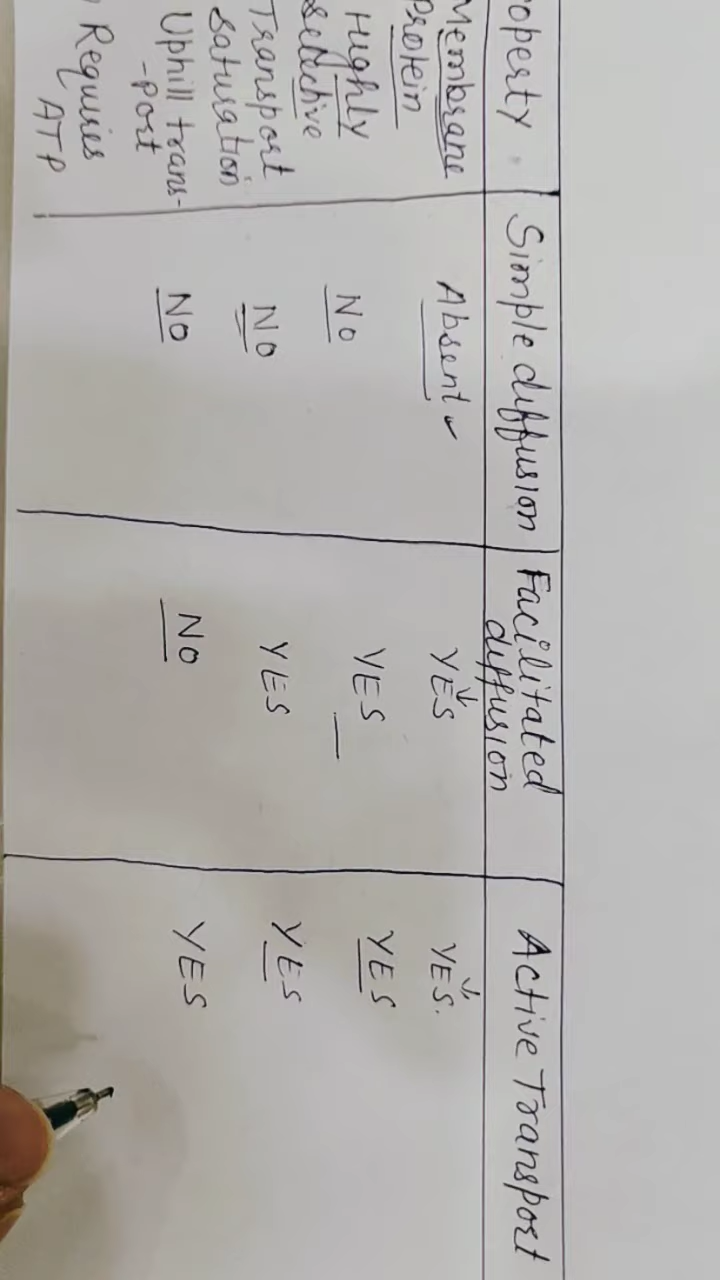 operty Simple diffusion Facilitated diffusion Active Transport
Membrane Protein Absent YES YES.
Highly selective No YES YES
Transport saturation No YES YES
Uphill trans- -port No No YES
Requries ATP